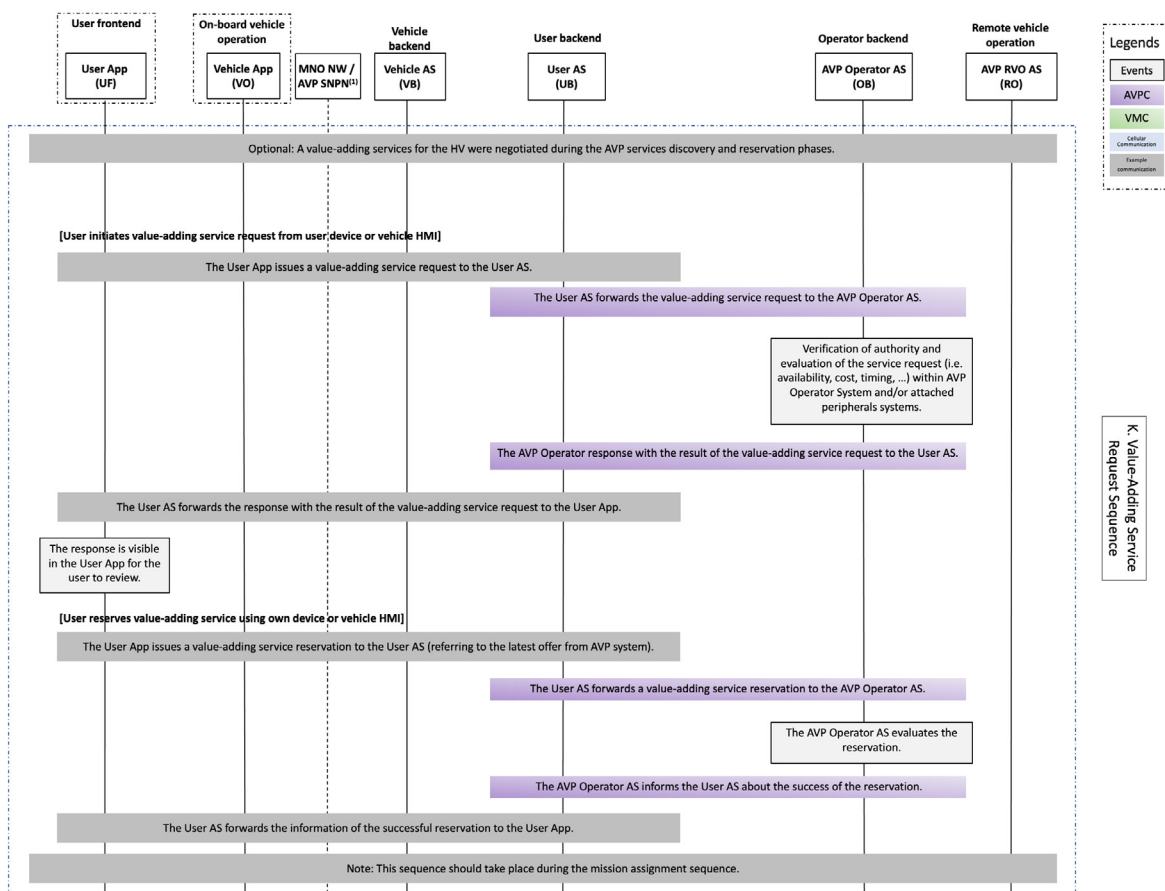 User frontend
On-board vehicle
operation
Vehicle
backend
User backend
Operator backend
Remote vehicle
operation
User App
(UF)
Vehicle App
(VO)
MNO NW /
AVP SNPN(1)
Vehicle AS
(VB)
User AS
(UB)
AVP Operator AS
(OB)
AVP RVO AS
(RO)
Legends
Events
AVPC
VMC
Cellular
Communication
Example
communication
Optional: A value-adding services for the HV were negotiated during the AVP services discovery and reservation phases.
[User initiates value-adding service request from user device or vehicle HMI]
The User App issues a value-adding service request to the User AS.
The User AS forwards the value-adding service request to the AVP Operator AS.
Verification of authority and
evaluation of the service request (i.e.
availability, cost, timing, ...) within AVP
Operator System and/or attached
peripherals systems.
The AVP Operator response with the result of the value-adding service request to the User AS.
The User AS forwards the response with the result of the value-adding service request to the User App.
The response is visible
in the User App for the
user to review.
K. Value-Adding Service
Request Sequence
[User reserves value-adding service using own device or vehicle HMI]
The User App issues a value-adding service reservation to the User AS (referring to the latest offer from AVP system).
The User AS forwards a value-adding service reservation to the AVP Operator AS.
The AVP Operator AS evaluates the
reservation.
The AVP Operator AS informs the User AS about the success of the reservation.
The User AS forwards the information of the successful reservation to the User App.
Note: This sequence should take place during the mission assignment sequence.